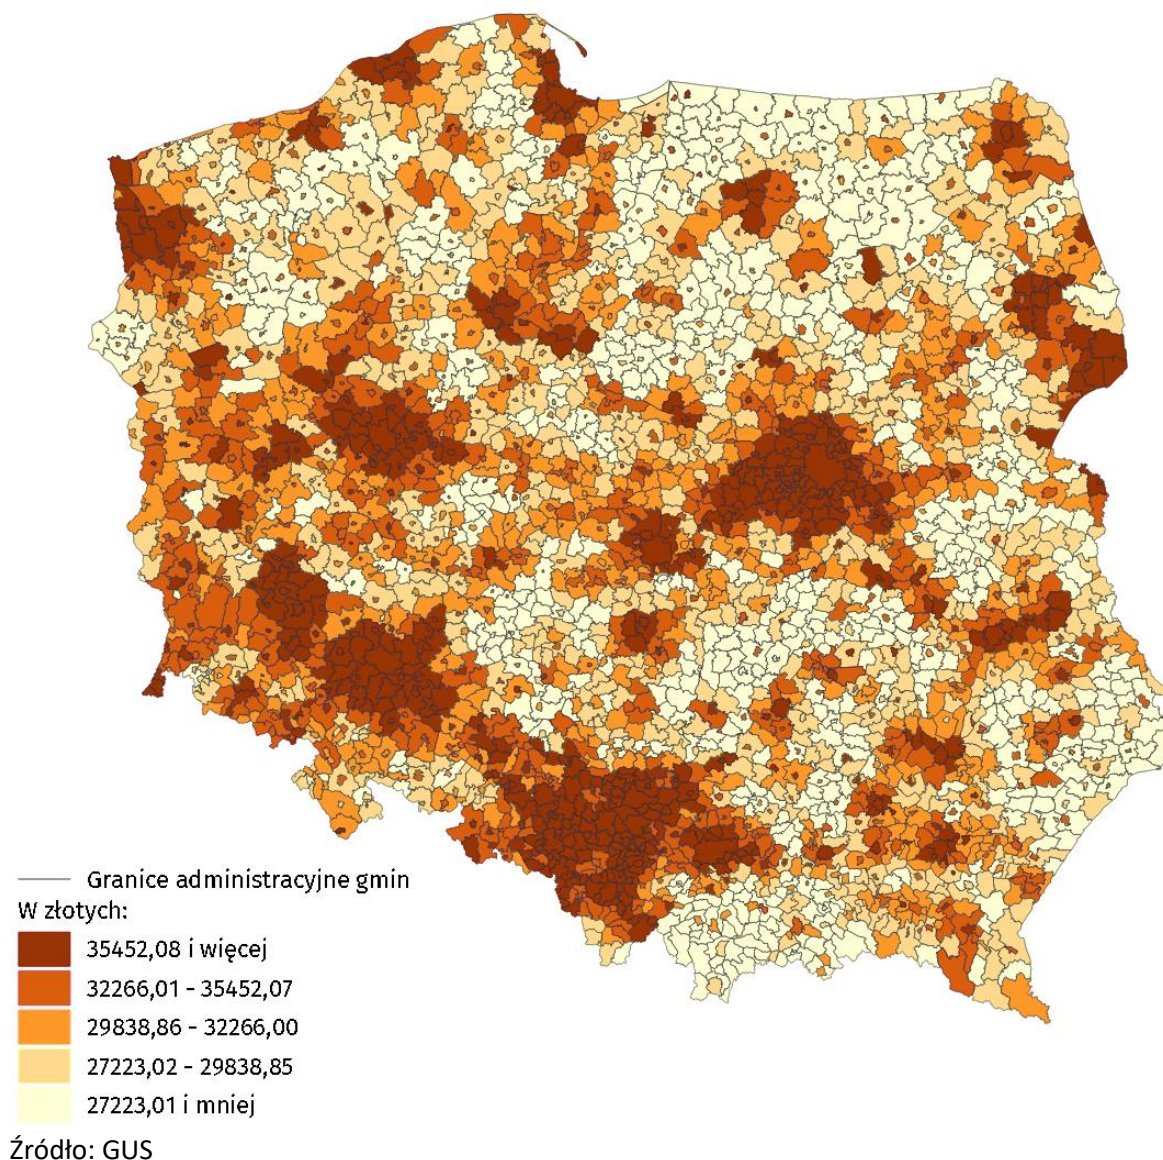 Granice administracyjne gmin
W złotych:
35452,08 i więcej
32266,01 - 35452,07
29838,86 - 32266,00
27223,02 - 29838,85
27223,01 i mniej
Źródło: GUS